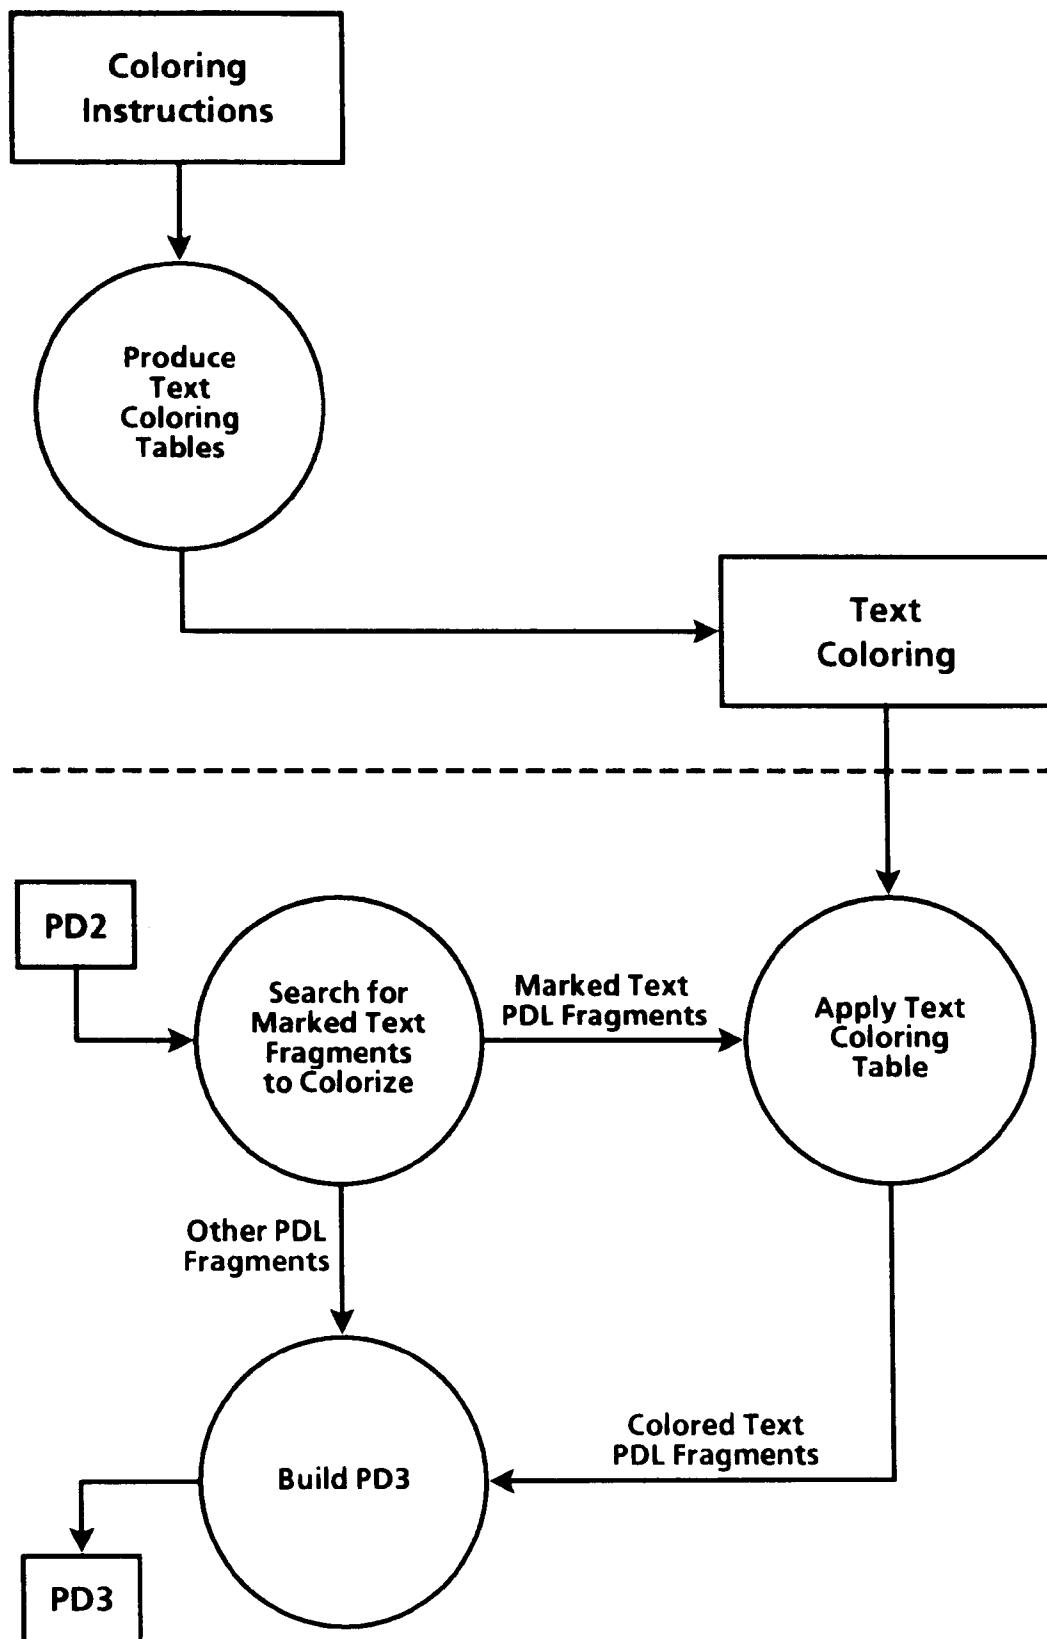 Coloring
Instructions
Produce
Text
Coloring
Tables
Text
Coloring
PD2
Search for
Marked Text
Fragments
to Colorize
Marked Text
PDL Fragments
Apply Text
Coloring
Table
Other PDL
Fragments
Colored Text
PDL Fragments
Build PD3
PD3